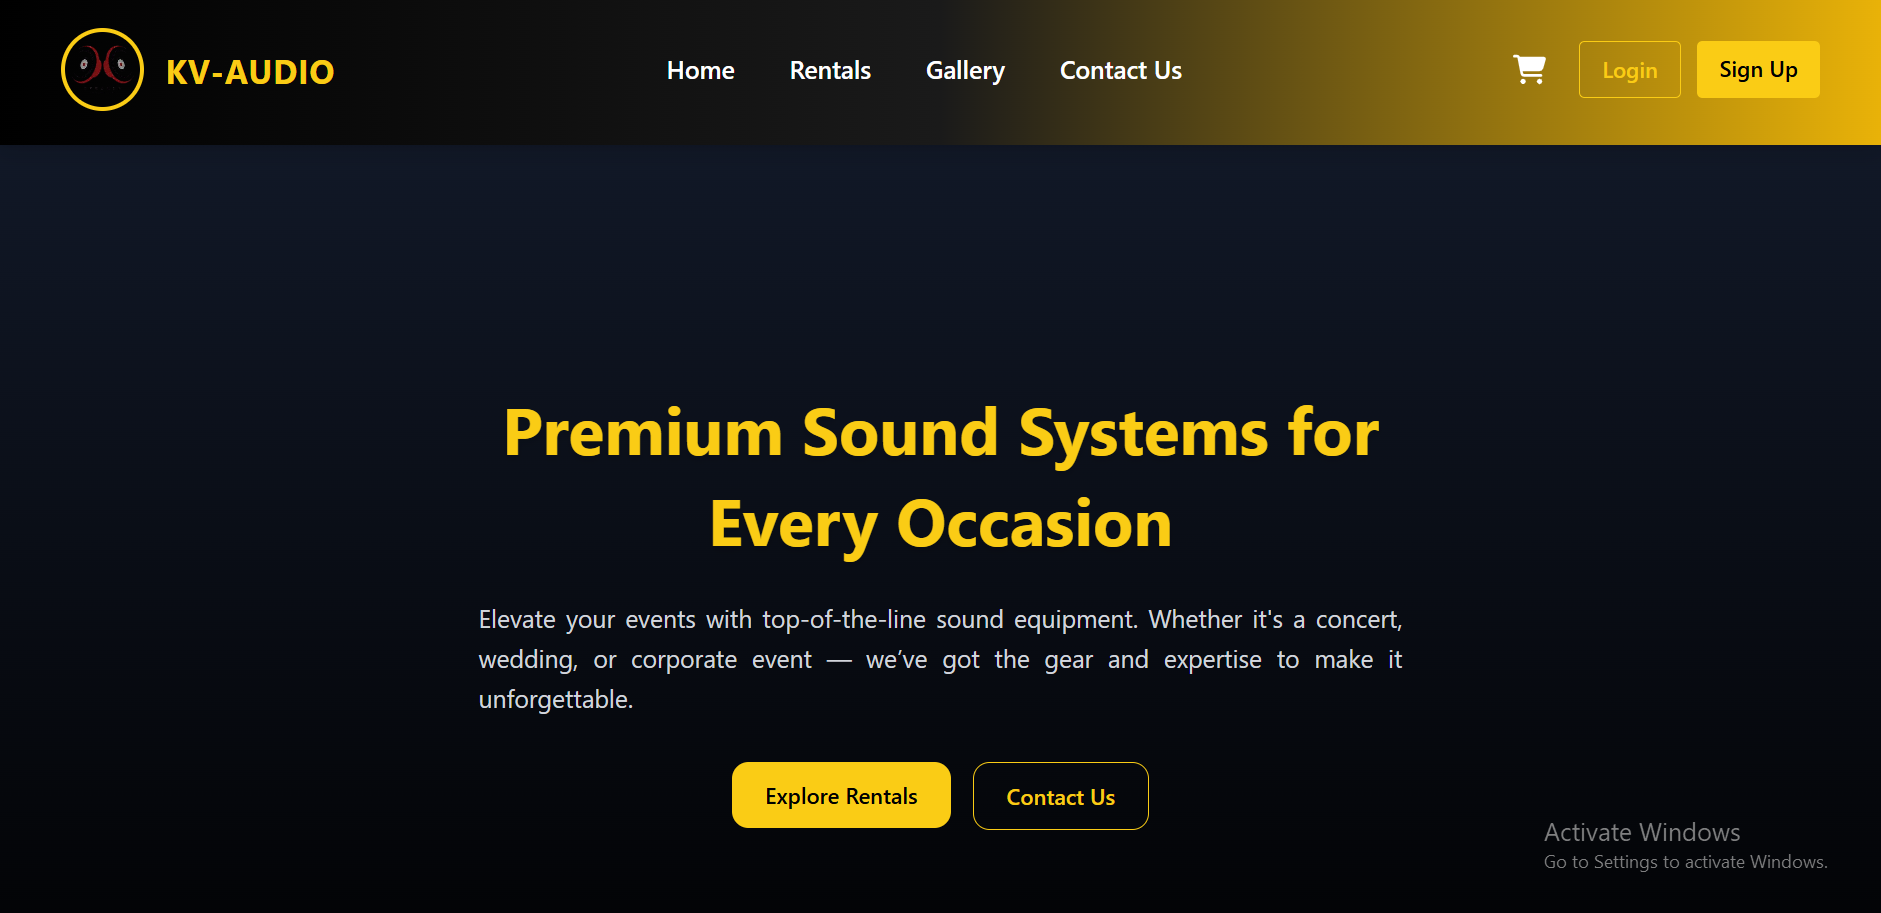 KV-AUDIO
Home Rentals Gallery Contact Us
Login Sign Up
Premium Sound Systems for
Every Occasion
Elevate your events with top-of-the-line sound equipment. Whether it's a concert,
wedding, or corporate event — we’ve got the gear and expertise to make it
unforgettable.
Explore Rentals Contact Us
Activate Windows
Go to Settings to activate Windows.